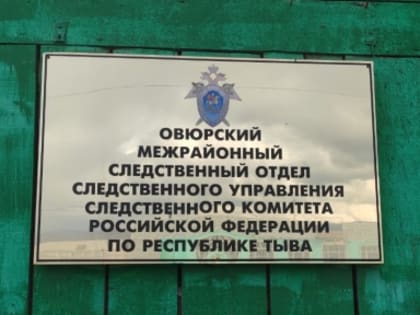 ОВЮРСКИЙ
МЕЖРАЙОННЫЙ
СЛЕДСТВЕННЫЙ ОТДЕЛ
СЛЕДСТВЕННОГО УПРАВЛЕНИЯ
СЛЕДСТВЕННОГО КОМИТЕТА
РОССИЙСКОЙ ФЕДЕРАЦИИ
ПО РЕСПУБЛИКЕ ТЫВА